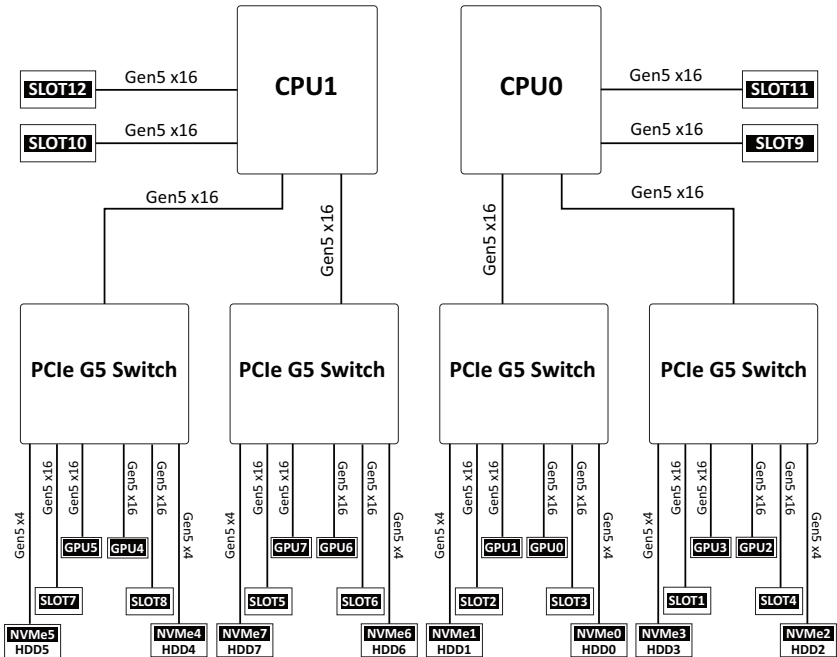 CPU1
CPU0
Gen5 x16
SLOT12
Gen5 x16
SLOT10
Gen5 x16
SLOT11
Gen5 x16
SLOT9
Gen5 x16
Gen5 x16
Gen5 x16
Gen5 x16
PCIe G5 Switch
PCIe G5 Switch
PCIe G5 Switch
PCIe G5 Switch
Gen5 x4
Gen5 x16
Gen5 x16
Gen5 x16
Gen5 x16
Gen5 x4
Gen5 x4
Gen5 x16
Gen5 x16
Gen5 x16
Gen5 x16
Gen5 x4
Gen5 x4
Gen5 x16
Gen5 x16
Gen5 x16
Gen5 x16
Gen5 x4
Gen5 x4
Gen5 x16
Gen5 x16
Gen5 x16
Gen5 x16
Gen5 x4
GPU5
GPU4
GPU7
GPU6
GPU1
GPU0
GPU3
GPU2
SLOT7
SLOT8
SLOT5
SLOT6
SLOT2
SLOT3
SLOT1
SLOT4
NVMe5
HDD5
NVMe4
HDD4
NVMe7
HDD7
NVMe6
HDD6
NVMe1
HDD1
NVMe0
HDD0
NVMe3
HDD3
NVMe2
HDD2